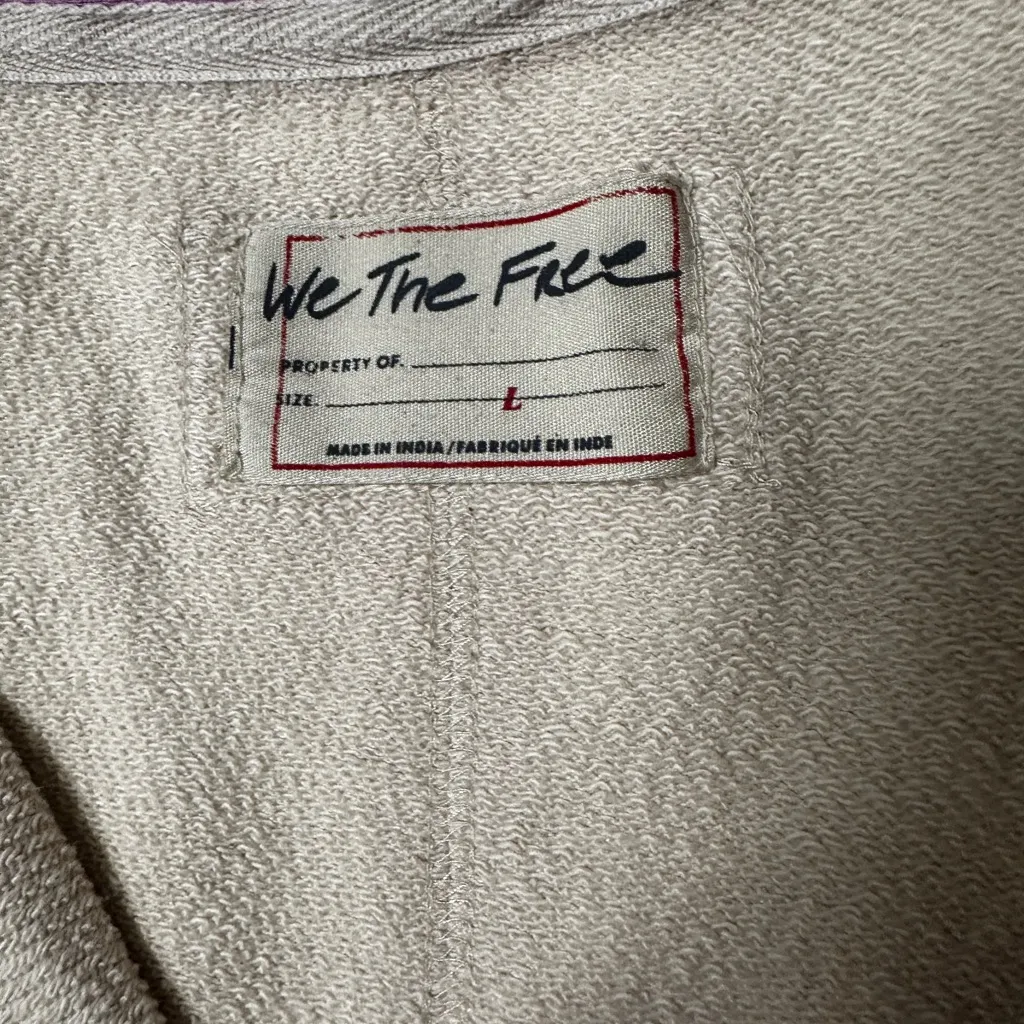 We The Free
PROPERTY OF.
SIZE. L
MADE IN INDIA / FABRIQUÉ EN INDE